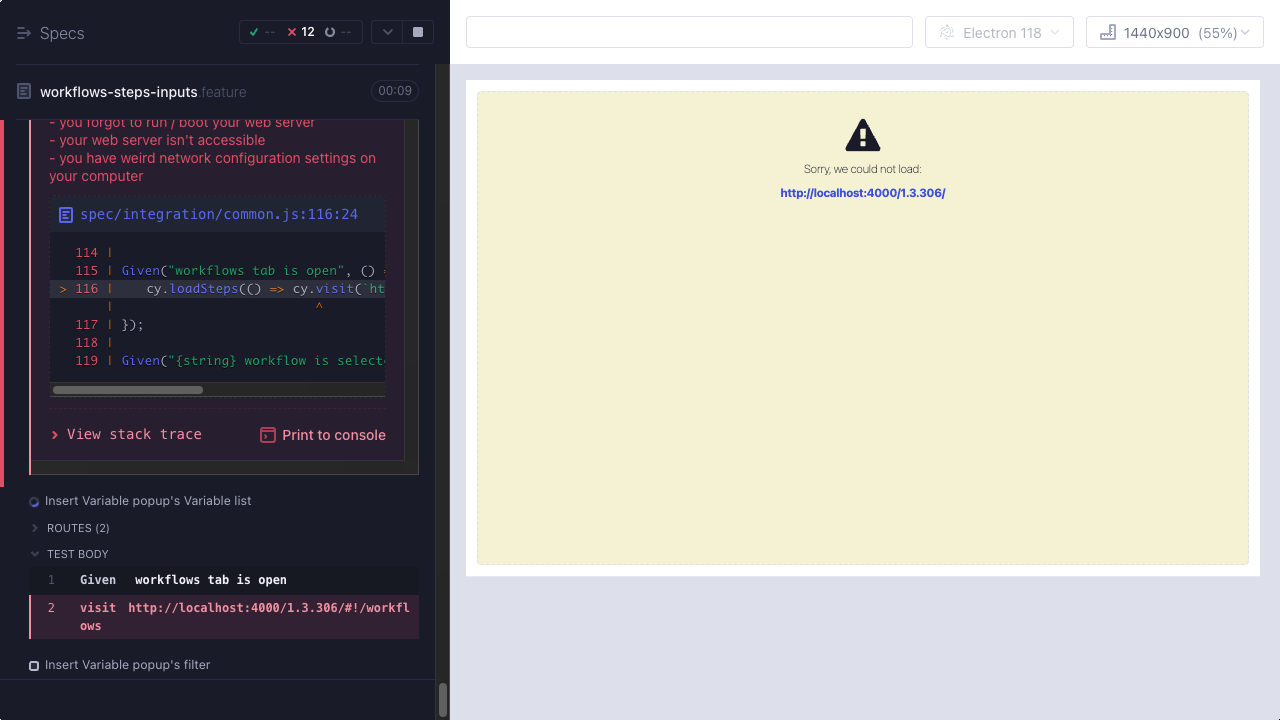 Specs
--
12
--
Electron 118
1440x900 (55%)
workflows-steps-inputs.feature
00:09
- you forgot to run / boot your web server
- your web server isn't accessible
- you have weird network configuration settings on
your computer
spec/integration/common.js:116:24
114 |
115 | Given("workflows tab is open", () =
> 116 |    cy.loadSteps(() => cy.visit(`ht
|                         ^
117 | });
118 |
119 | Given("{string} workflow is select
View stack trace
Print to console
Insert Variable popup's Variable list
ROUTES (2)
TEST BODY
1 Given workflows tab is open
2 visit http://localhost:4000/1.3.306/#!/workfl
ows
Insert Variable popup's filter
Sorry, we could not load:
http://localhost:4000/1.3.306/